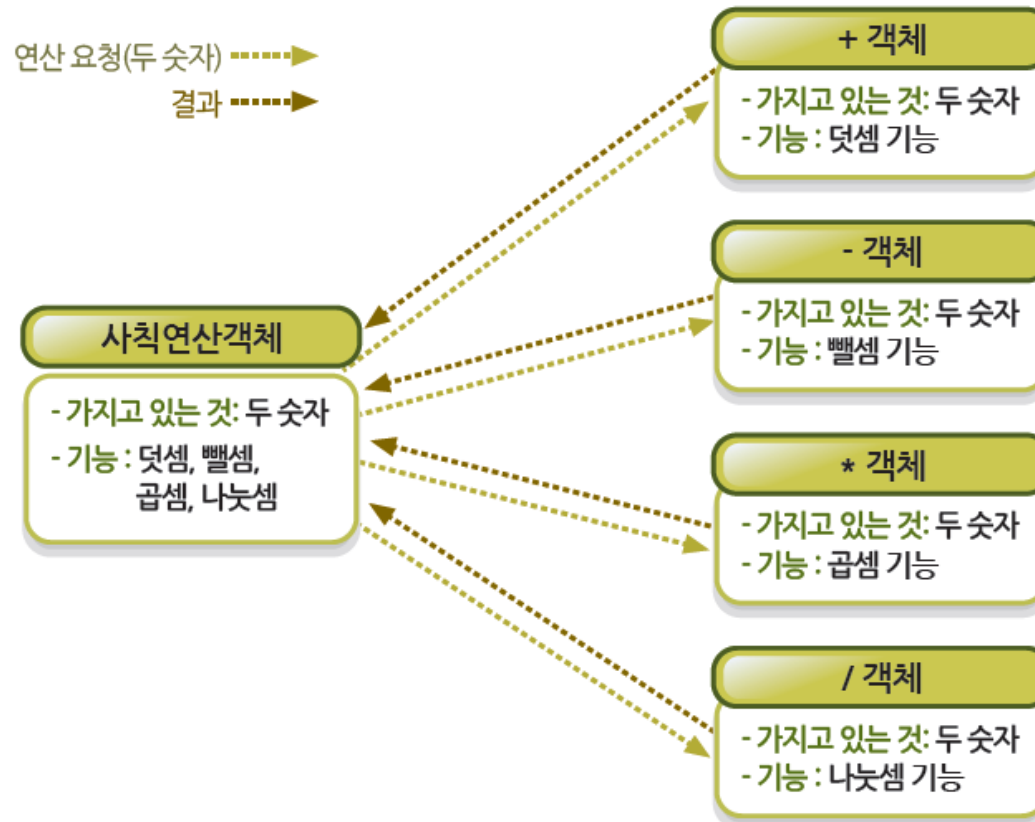 연산 요청(두 숫자)
결과
사칙연산객체
- 가지고 있는 것: 두 숫자
- 기능 : 덧셈, 뺄셈,
곱셈, 나눗셈
+ 객체
- 가지고 있는 것: 두 숫자
- 기능 : 덧셈 기능
- 객체
- 가지고 있는 것: 두 숫자
- 기능 : 뺄셈 기능
* 객체
- 가지고 있는 것: 두 숫자
- 기능 : 곱셈 기능
/ 객체
- 가지고 있는 것: 두 숫자
- 기능 : 나눗셈 기능